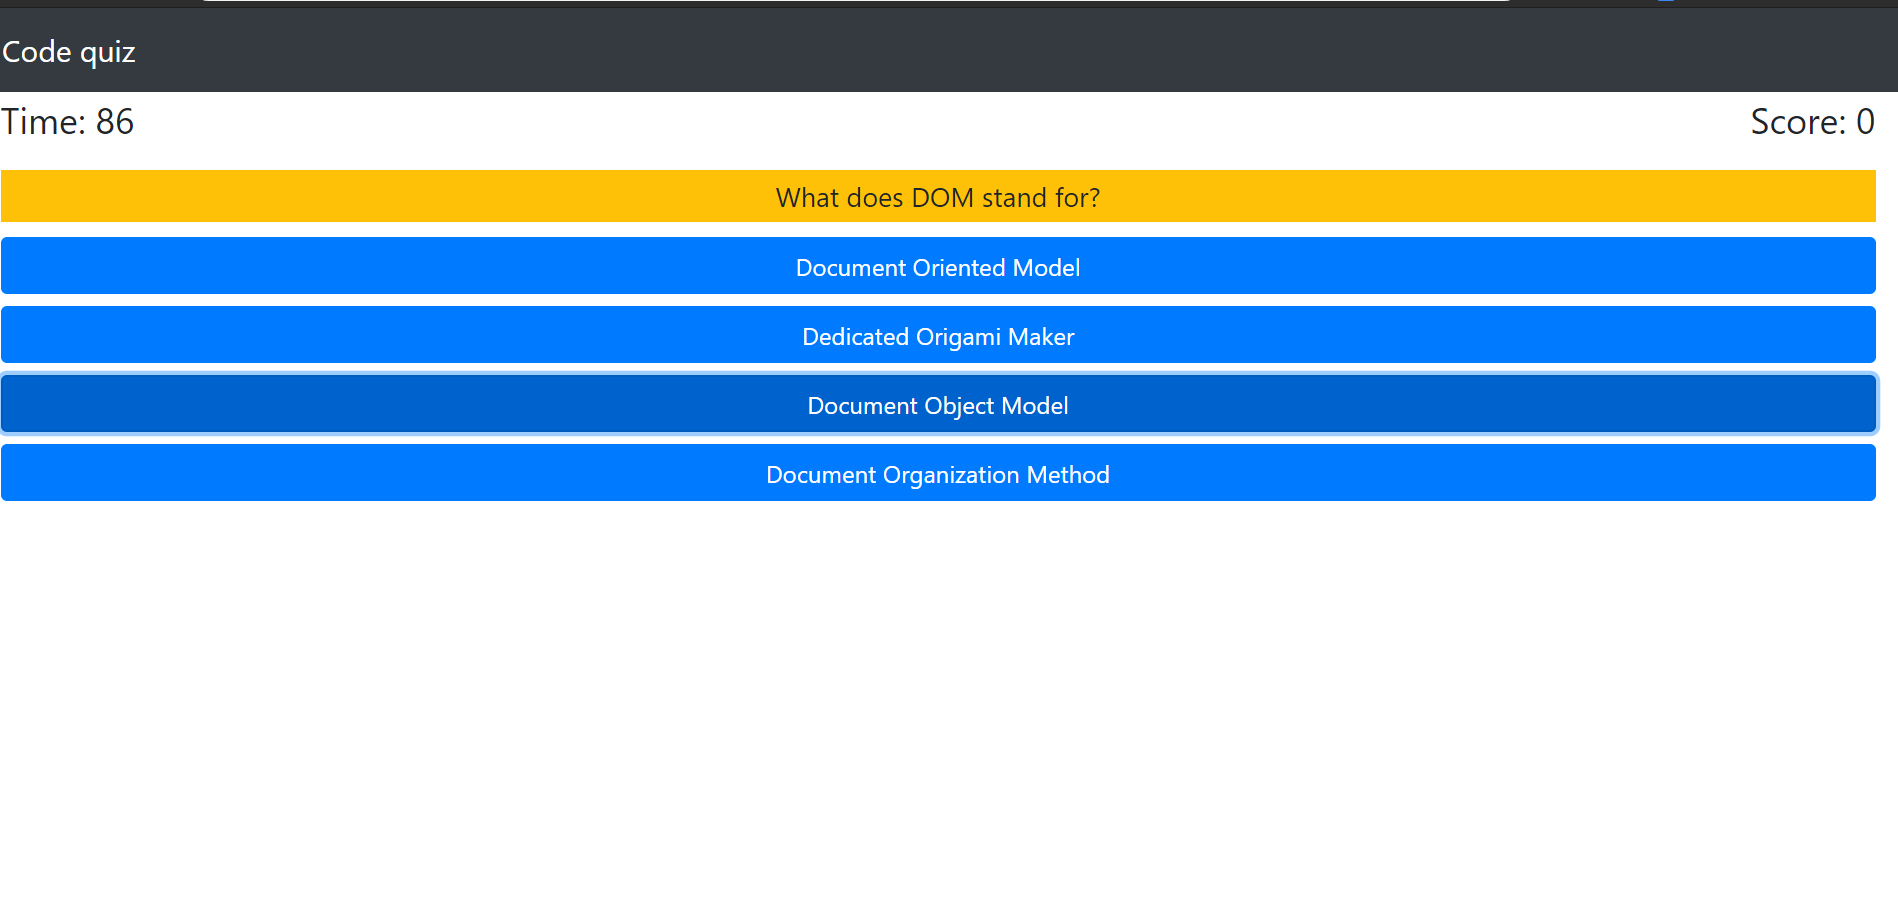 Code quiz
Time: 86
Score: 0
What does DOM stand for?
Document Oriented Model
Dedicated Origami Maker
Document Object Model
Document Organization Method